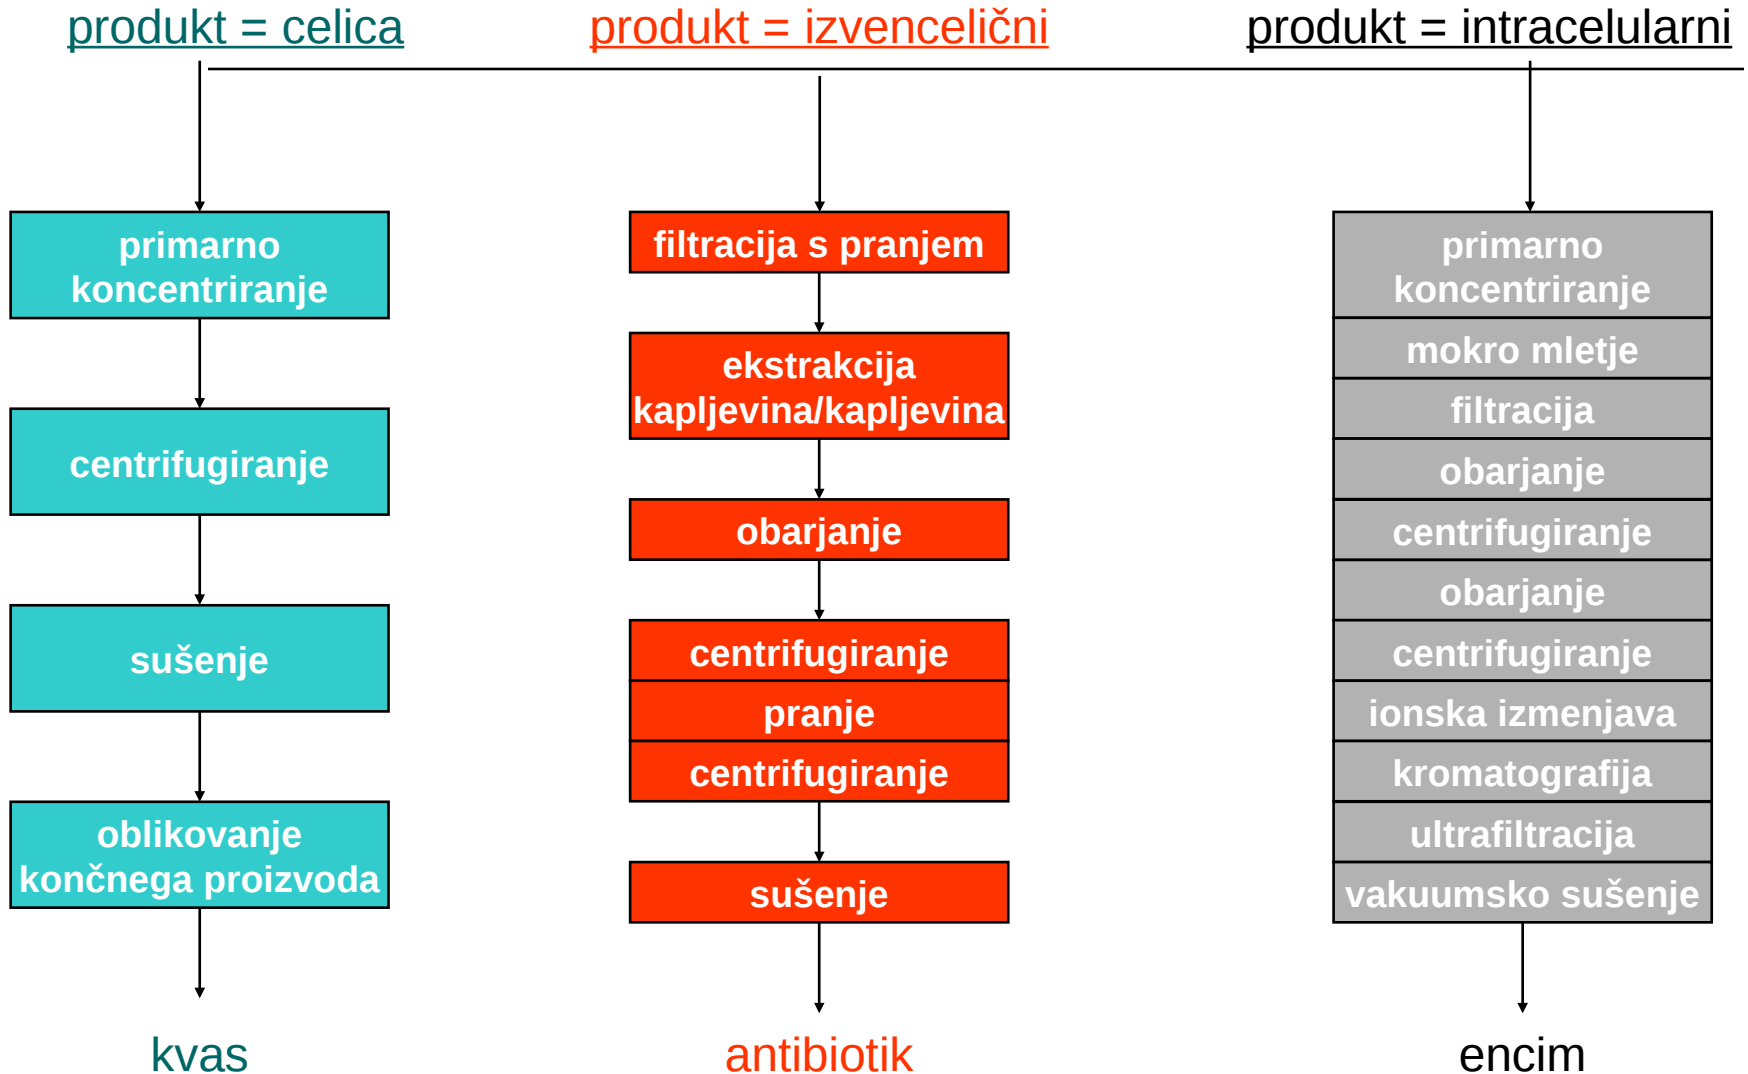 produkt = celica
primarno
koncentriranje
centrifugiranje
sušenje
oblikovanje
končnega proizvoda
kvas
produkt = izvencelični
filtracija s pranjem
ekstrakcija
kapljevina/kapljevina
obarjanje
centrifugiranje
pranje
centrifugiranje
sušenje
antibiotik
produkt = intracelularni
primarno
koncentriranje
mokro mletje
filtracija
obarjanje
centrifugiranje
obarjanje
centrifugiranje
ionska izmenjava
kromatografija
ultrafiltracija
vakuumsko sušenje
encim